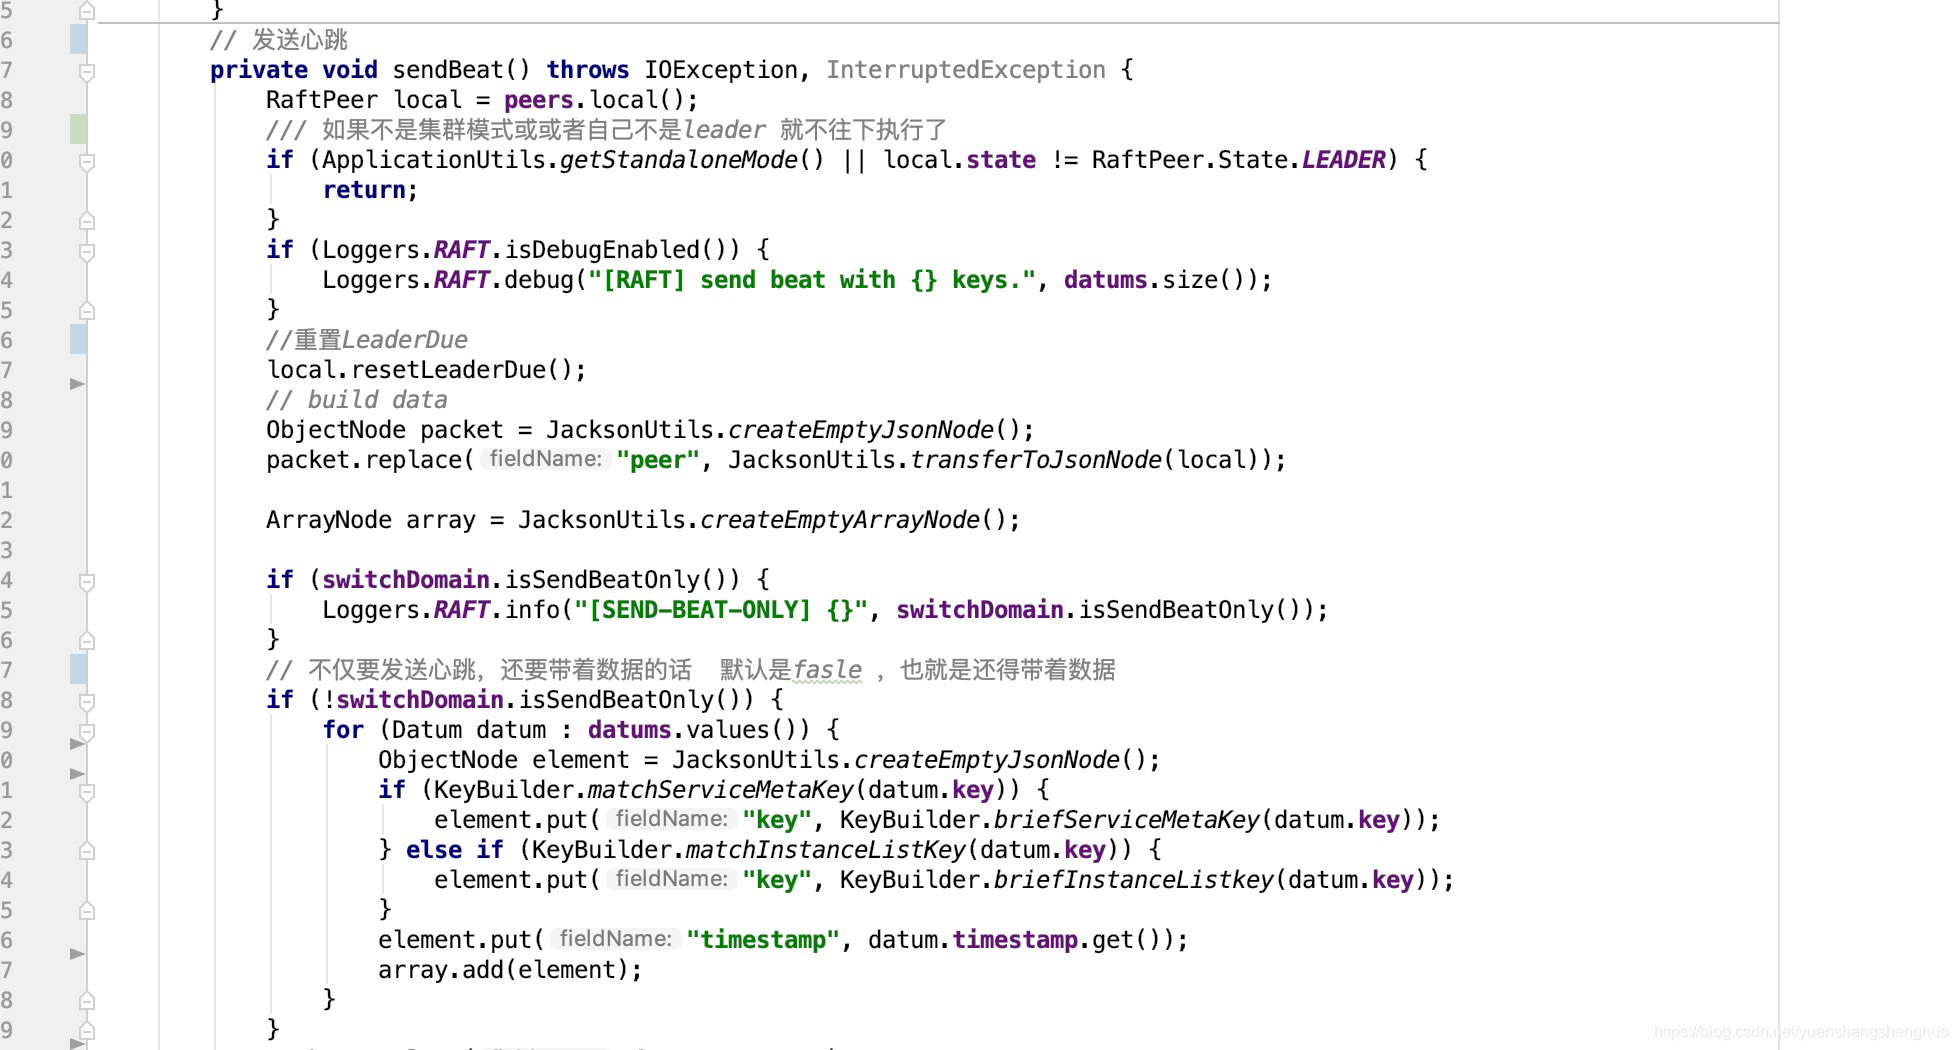 5 }
6 // 发送心跳
7 private void sendBeat() throws IOException, InterruptedException {
8 RaftPeer local = peers.local();
9 /// 如果不是集群模式或或者自己不是leader 就不往下执行了
0 if (ApplicationUtils.getStandaloneMode() || local.state != RaftPeer.State.LEADER) {
1 return;
2 }
3 if (Loggers.RAFT.isDebugEnabled()) {
4 Loggers.RAFT.debug("[RAFT] send beat with {} keys.", datums.size());
5 }
6 //重置LeaderDue
7 local.resetLeaderDue();
8 // build data
9 ObjectNode packet = JacksonUtils.createEmptyJsonNode();
0 packet.replace( fieldName: "peer", JacksonUtils.transferToJsonNode(local));
1
2 ArrayNode array = JacksonUtils.createEmptyArrayNode();
3
4 if (switchDomain.isSendBeatOnly()) {
5 Loggers.RAFT.info("[SEND-BEAT-ONLY] {}", switchDomain.isSendBeatOnly());
6 }
7 // 不仅要发送心跳，还要带着数据的话 默认是fasle ，也就是还得带着数据
8 if (!switchDomain.isSendBeatOnly()) {
9 for (Datum datum : datums.values()) {
0 ObjectNode element = JacksonUtils.createEmptyJsonNode();
1 if (KeyBuilder.matchServiceMetaKey(datum.key)) {
2 element.put( fieldName: "key", KeyBuilder.briefServiceMetaKey(datum.key));
3 } else if (KeyBuilder.matchInstanceListKey(datum.key)) {
4 element.put( fieldName: "key", KeyBuilder.briefInstanceListkey(datum.key));
5 }
6 element.put( fieldName: "timestamp", datum.timestamp.get());
7 array.add(element);
8 }
9 }
https://blog.csdn.net/yuanshangshenghuo